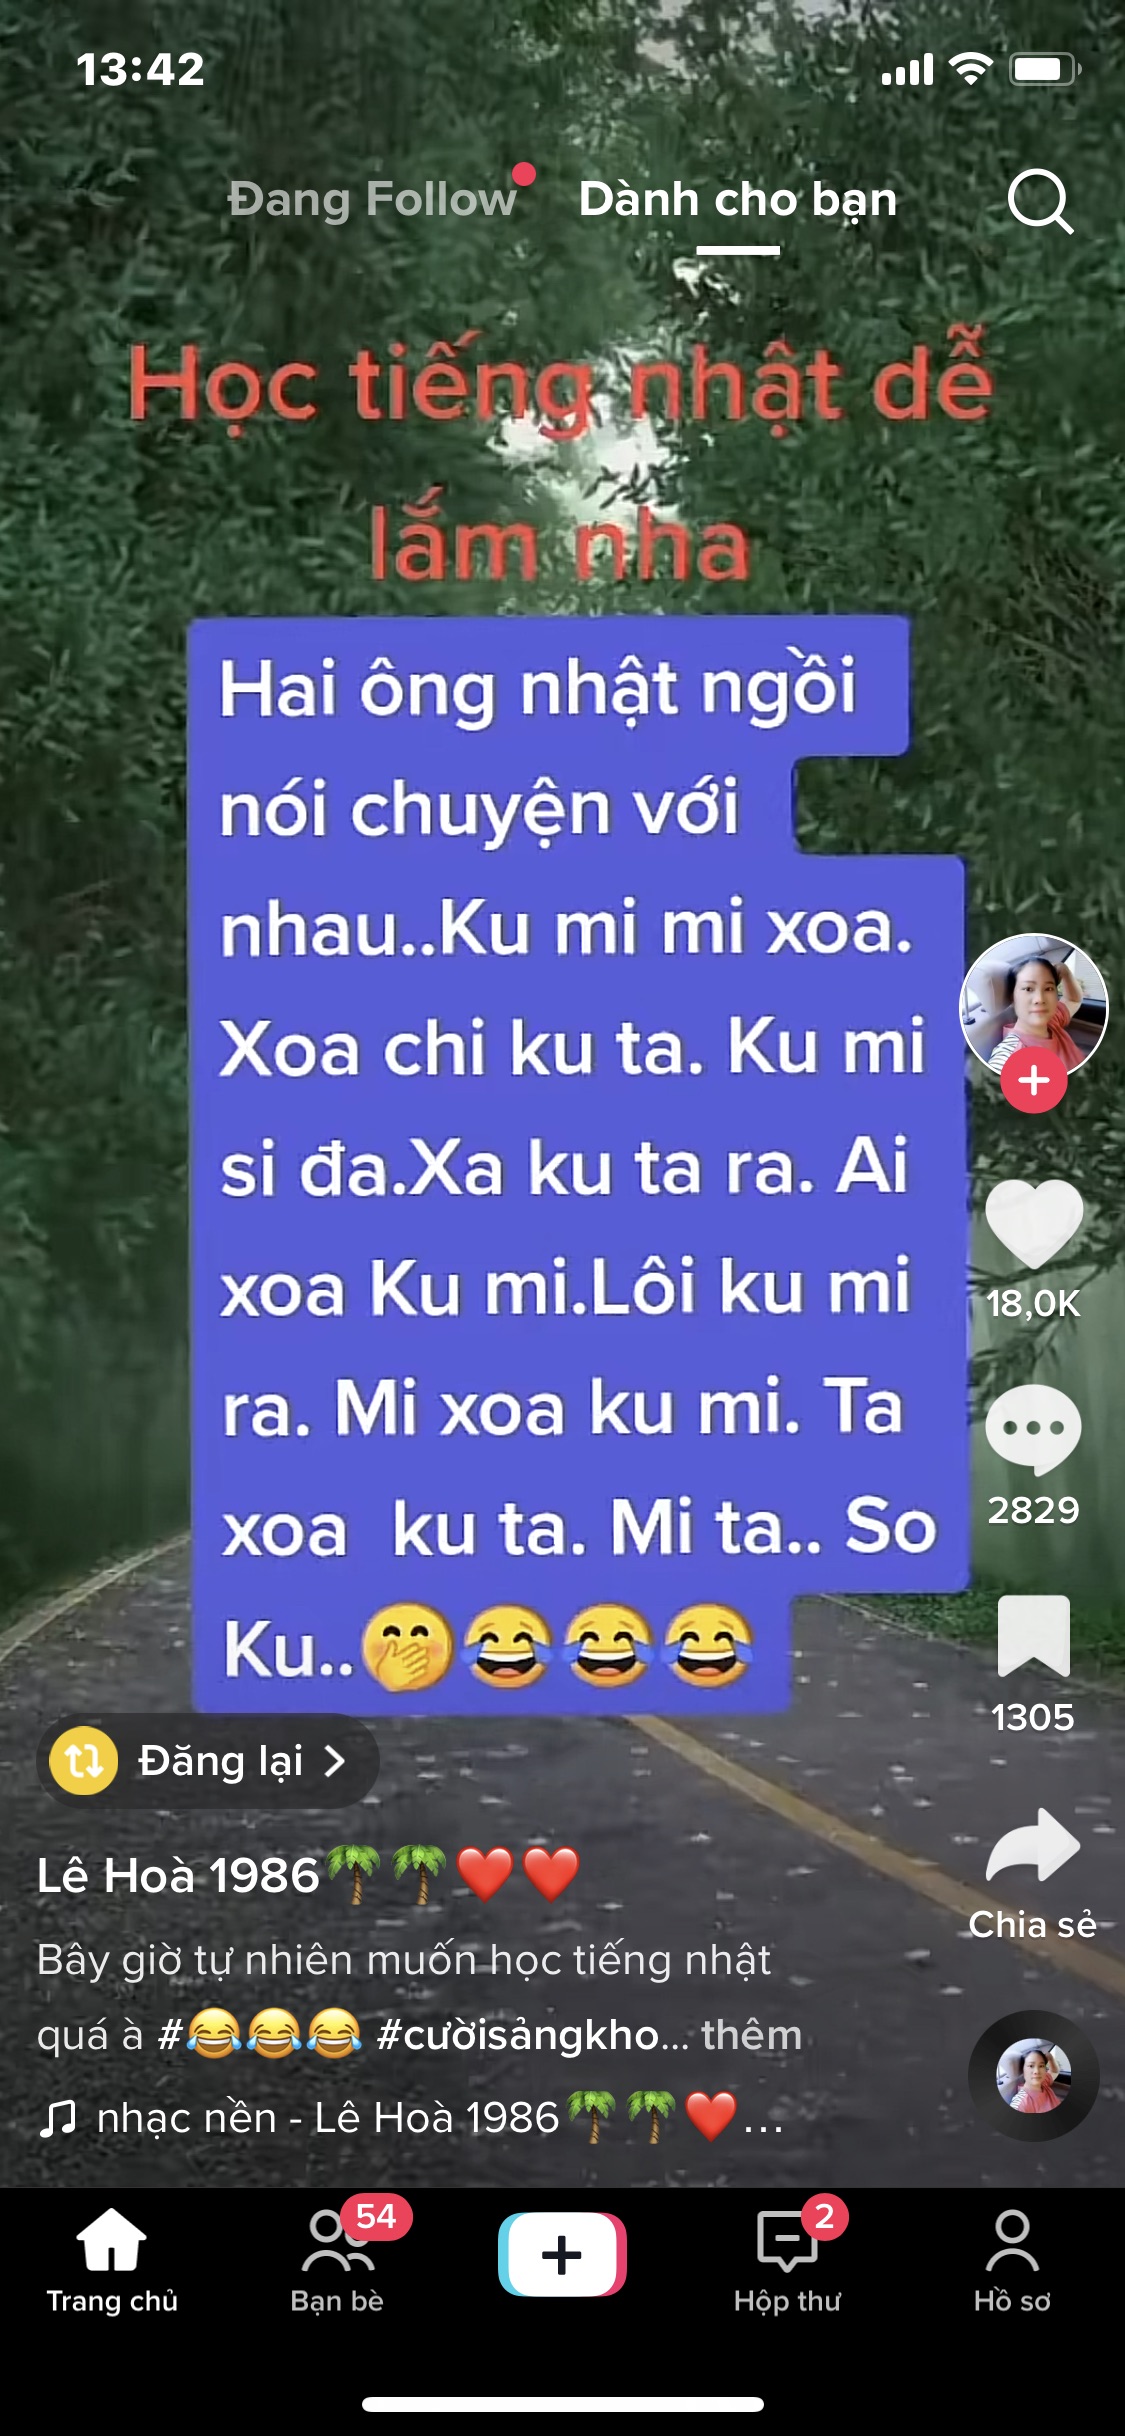 13:42
Đang Follow
Dành cho bạn
Học tiếng nhật dễ
lắm nha
Hai ông nhật ngồi
nói chuyện với
nhau..Ku mi mi xoa.
Xoa chi ku ta. Ku mi
si đa.Xa ku ta ra. Ai
xoa Ku mi.Lôi ku mi
ra. Mi xoa ku mi. Ta
xoa ku ta. Mi ta.. So
Ku..🤭😂😂😂
18,0K
2829
1305
Chia sẻ
Đăng lại
Lê Hoà 1986🌴🌴❤️❤️
Bây giờ tự nhiên muốn học tiếng nhật
quá à #😂😂😂 #cườisảngkho... thêm
nhạc nền - Lê Hoà 1986🌴🌴❤️...
54
2
Trang chủ
Bạn bè
Hộp thư
Hồ sơ